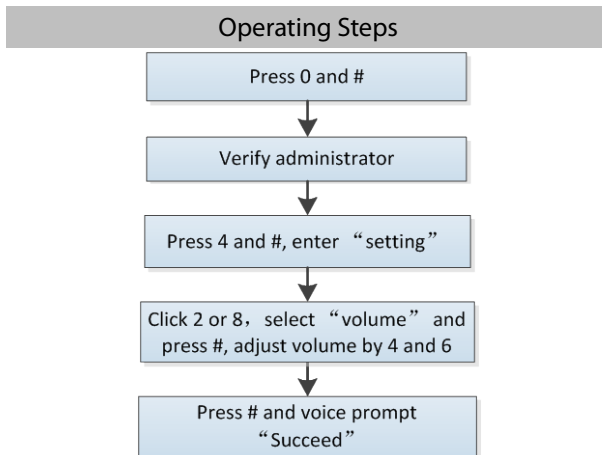 Operating Steps
Press 0 and #
Verify administrator
Press 4 and #, enter “setting”
Click 2 or 8，select “volume” and
press #, adjust volume by 4 and 6
Press # and voice prompt
“Succeed”